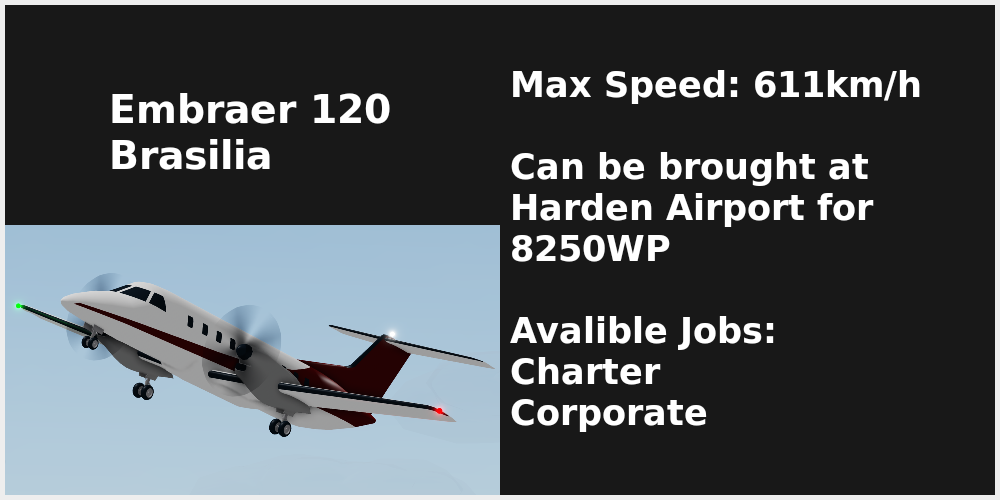 Embraer 120
Brasilia
Max Speed: 611km/h
Can be brought at
Harden Airport for
8250WP
Avalible Jobs:
Charter
Corporate